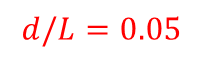 d/L = 0.05